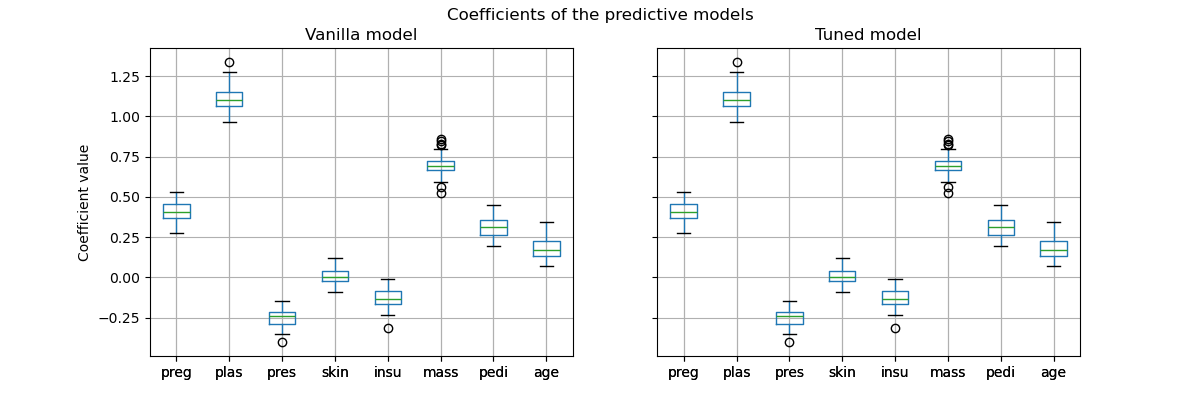 Coefficients of the predictive models
Vanilla model
Tuned model
Coefficient value
1.25
1.00
0.75
0.50
0.25
0.00
−0.25
preg plas pres skin insu mass pedi age
preg plas pres skin insu mass pedi age